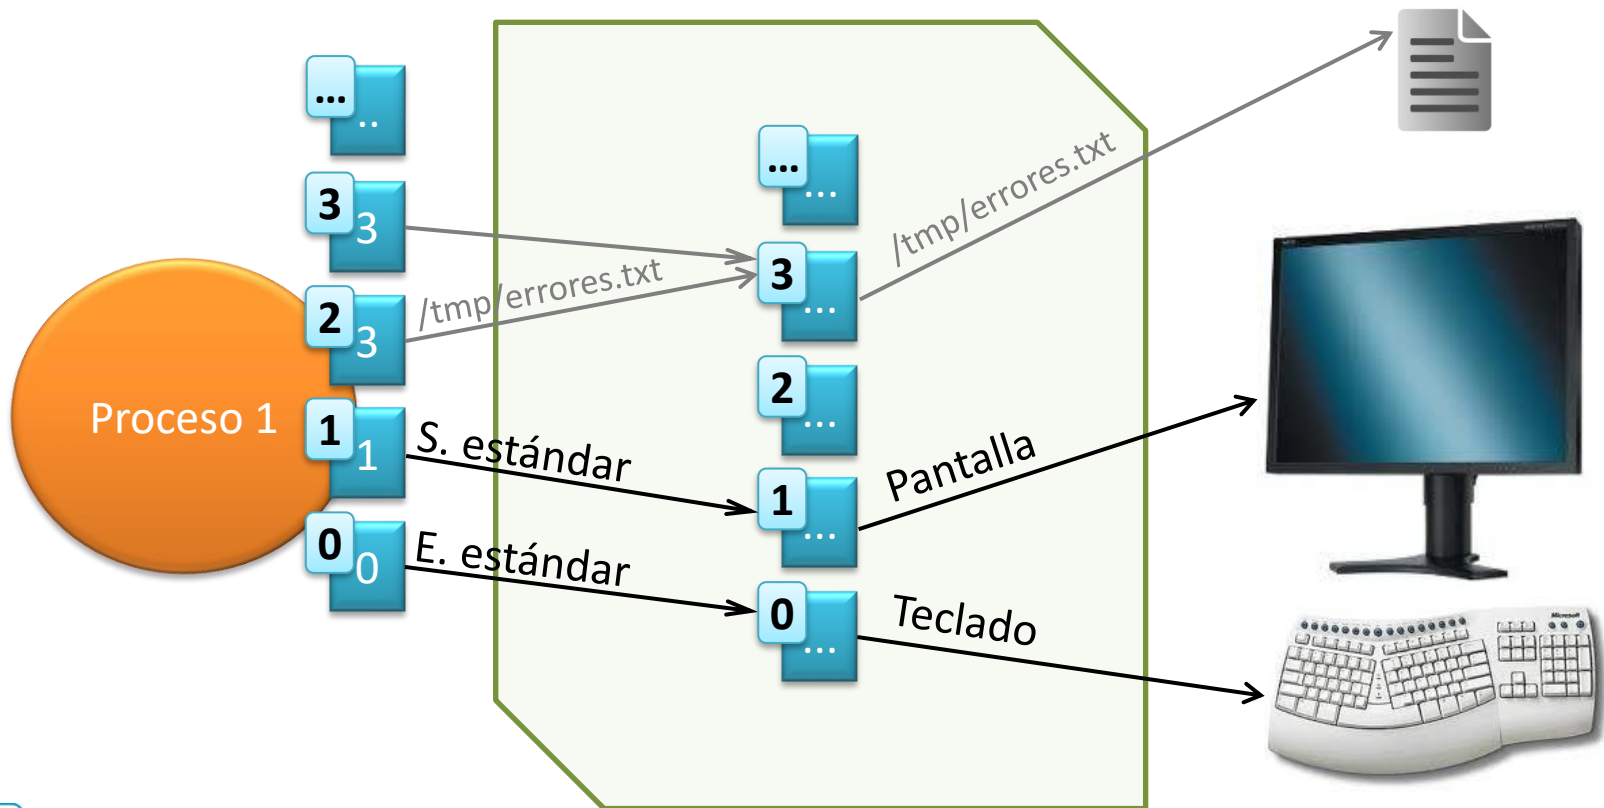 ...
..
3
3
2
3
Proceso 1
1
1
0
0
/tmp/errores.txt
S. estándar
E. estándar
...
...
3
...
2
...
1
...
0
...
/tmp/errores.txt
Pantalla
Teclado
Microsoft